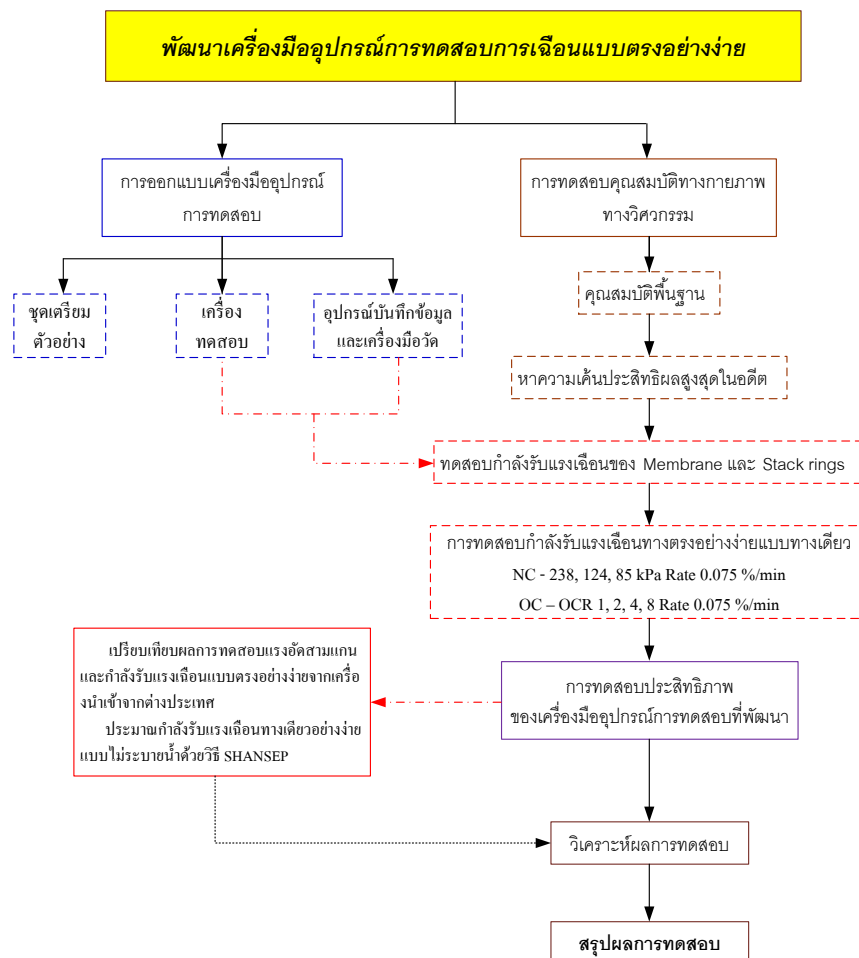 พัฒนาเครื่องมืออุปกรณ์การทดสอบการเฉือนแบบตรงอย่างง่าย
การออกแบบเครื่องมืออุปกรณ์
การทดสอบ
การทดสอบคุณสมบัติทางกายภาพ
ทางวิศวกรรม
ชุดเตรียม
ตัวอย่าง
เครื่อง
ทดสอบ
อุปกรณ์บันทึกข้อมูล
และเครื่องมือวัด
คุณสมบัติพื้นฐาน
หาความเค้นประสิทธิผลสูงสุดในอดีต
ทดสอบกำลังรับแรงเฉือนของ Membrane และ Stack rings
การทดสอบกำลังรับแรงเฉือนทางตรงอย่างง่ายแบบทางเดียว
NC - 238, 124, 85 kPa Rate 0.075 %/min
OC – OCR 1, 2, 4, 8 Rate 0.075 %/min
เปรียบเทียบผลการทดสอบแรงอัดสามแกน
และกำลังรับแรงเฉือนแบบตรงอย่างง่ายจากเครื่อ
งนำเข้าจากต่างประเทศ
ประมาณกำลังรับแรงเฉือนทางเดียวอย่างง่าย
แบบไม่ระบายน้ำด้วยวิธี SHANSEP
การทดสอบประสิทธิภาพ
ของเครื่องมืออุปกรณ์การทดสอบที่พัฒนา
วิเคราะห์ผลการทดสอบ
สรุปผลการทดสอบ